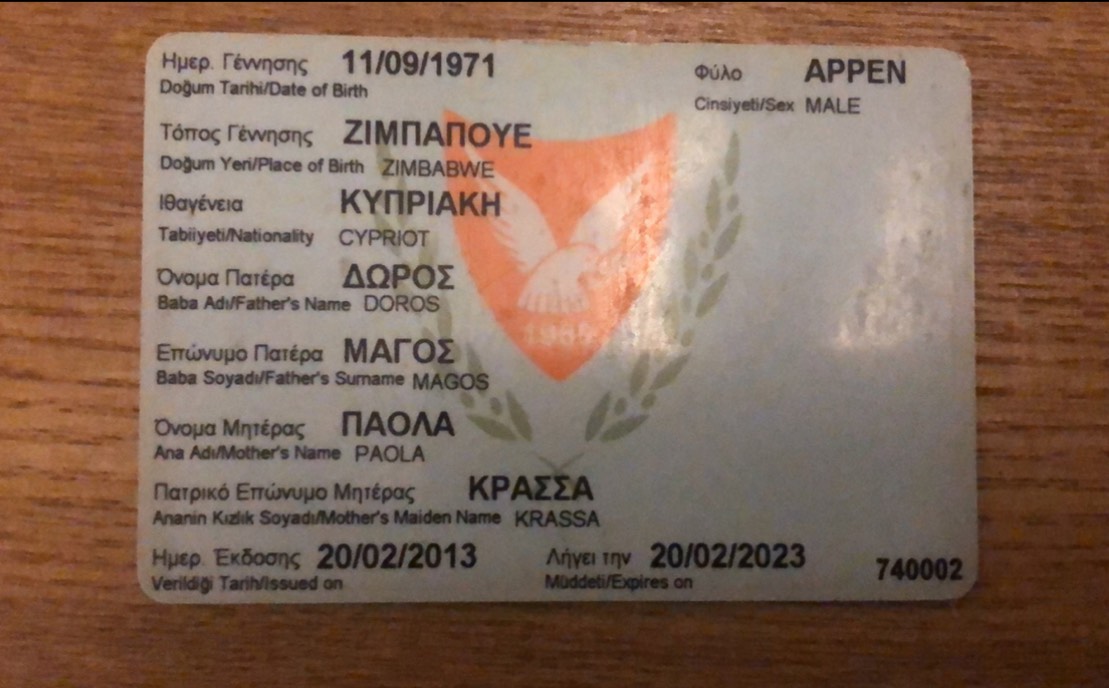 Ημερ. Γέννησης 11/09/1971 Φύλο ΑΡΡΕΝ
Doğum Tarihi/Date of Birth Cinsiyeti/Sex MALE
Τόπος Γέννησης ΖΙΜΠΑΠΟΥΕ
Doğum Yeri/Place of Birth ZIMBABWE
Ιθαγένεια ΚΥΠΡΙΑΚΗ
Tabiiyeti/Nationality CYPRIOT
Όνομα Πατέρα ΔΩΡΟΣ
Baba Adı/Father's Name DOROS
1960
Επώνυμο Πατέρα ΜΑΓΟΣ
Baba Soyadı/Father's Surname MAGOS
Όνομα Μητέρας ΠΑΟΛΑ
Ana Adı/Mother's Name PAOLA
Πατρικό Επώνυμο Μητέρας ΚΡΑΣΣΑ
Ananin Kızlık Soyadı/Mother's Maiden Name KRASSA
Ημερ. Έκδοσης 20/02/2013 Λήγει την 20/02/2023 740002
Verildiği Tarih/Issued on Müddeti/Expires on